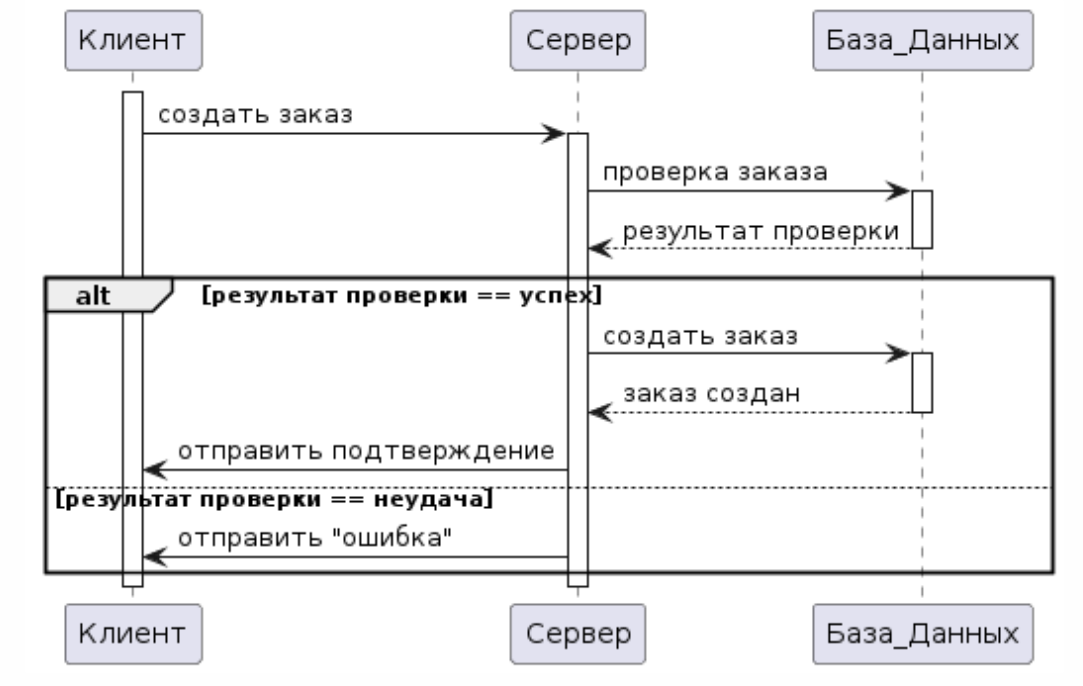 Клиент
Сервер
База_Данных
создать заказ
проверка заказа
результат проверки
alt
[результат проверки == успех]
создать заказ
заказ создан
отправить подтверждение
[результат проверки == неудача]
отправить "ошибка"
Клиент
Сервер
База_Данных